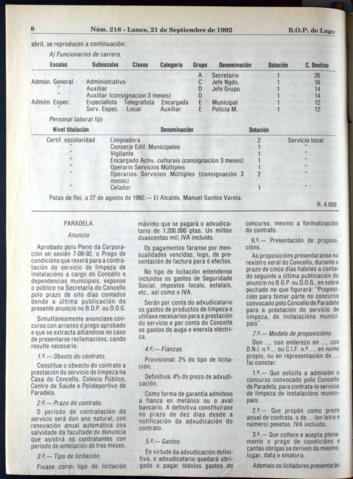 8 Núm. 218 - Lunes, 21 de Septiembre de 1992 B.O.P. de Lugo
abril, se reproducen a continuación:
A) Funcionarios de carrera.
Escalas Subescalas Clases Categoría Grupo Denominación Dotación C. Destino
A Secretario 1 26
Admón. General Administrativo C Jefe Ngdo. 1 16
" Auxiliar D Jefe Grupo 1 14
" Auxiliar (consignación 3 meses) D 1 14
Admón. Espec. Especialista Telegrafista Encargada E Municipal 1 12
" Serv. Espec. Local Auxiliar E Policía M. 1 12
Personal laboral fijo
Nivel titulación Denominación Dotación
Certif. escolaridad Limpiadora 2 Servicio local
" Conserje Edif. Municipales 1 "
" Vigilante 1 "
" Encargado Activ. culturais (consignación 3 meses) 1 "
" Operario Servicios Múltiples 1 "
" Operarios Servicios Múltiples (consignación 3 2 "
meses)
" Celador 1 "
Palas de Rei, a 27 de agosto de 1992.— El Alcalde, Manuel Santos Varela.
R. 4.009
PARADELA
Anuncio
Aprobado polo Pleno da Corporación
en sesión 7-08-92, o Prego de
condicións que rexerá para a contratación
do servicio de limpeza de
instalacións a cargo do Concello e
dependencias municipais, exponse
ó público na Secretaría do Concello
polo prazo de oito días contados
dende a última publicación do
presente anuncio no B.O.P. ou D.O.G.
Simultaneamente anunciase concurso
con arranxo ó prego aprobado
e que se extracta adiandose no caso
de presentarse reclamacións, cando
resulte necesario.
1.º.— Obxeto do contrato.
Constitue o obxecto do contrato a
prestación do servicio de limpeza na
Casa do Concello, Colexio Público,
Centro de Saúde e Polideportivo de
Paradela.
2.º.— Prazo do contrato.
O período de contratación do
servicio será dun ano natural, con
renovación anual automática coa
salvidade da facultade de denuncia
que asistirá os contratantes con
período de antelación de tres meses.
3.º.— Tipo de licitación.
Fixase como tipo de licitación
máximo que se pagará o adxudicatario
de 1.200.000 ptas. Un millón
duascentas mil; IVA incluido.
Os pagamentos faranse por mensualidades
vencidas, logo, de presentación
de factura para ó efectos.
No tipo de licitación entendense
incluidos os gastos de Seguridade
Social, impostos locais, estatais,
etc., así como o IVA.
Serán por conta do adxudicatario
os gastos de productos de limpeza e
utillaxe necesarios para a prestación
do servicio e por conta do Concello
os gastos de auga e enerxía eléctrica.
4.º.— Fianzas.
Provisional: 2% do tipo de licitación.
Definitiva: 4% do prezo de adxudicación.
Como forma de garantía admítese
a fianza en metálico ou o aval
bancario. A definitiva constituirase
no prazo de dez días desde a
notificación da adxudicación do
contrato.
5.º.— Gastos.
En virtude da adxudicación definitiva,
o adxudicatario quedará obrigado
a pagar tódolos gastos do
concurso, mesmo a formalización
do contrato.
6.º.— Presentación de proposicións.
As proposicións presentaranse no
rexistro xeral do Concello, durante o
prazo de cinco días hábiles a contar
do seguinte a última publicación do
anuncio no B.O.P. ou D.O.G., en sobre
pechado no que figurará: "Proposición
para tomar parte no concurso
convocado polo Concello de Paradela
para a prestación do servicio de
limpeza, de instalacións municipais".
7.º.— Modelo de proposicións.
Don ... con enderezo en ... con
D.N.I. n.º ... ou C.I.F. n.º ... en nome
propio, ou en representación de ...
fai constar:
1.º.— Que solicita a admisión o
concurso convocado polo Concello
de Paradela, para contratá-lo servicio
de limpeza de instalacións municipais.
2.º.— Que propón como prezo
anual de contrato, o de ... (en letra e
número) pesetas, IVA incluido.
3.º.— Que coñece e acepta plenamente
o prego de condicións e
cantas obrigas se deriven do mesmo,
lugar, data e sinatura.
Ademais os licitadores presentarán